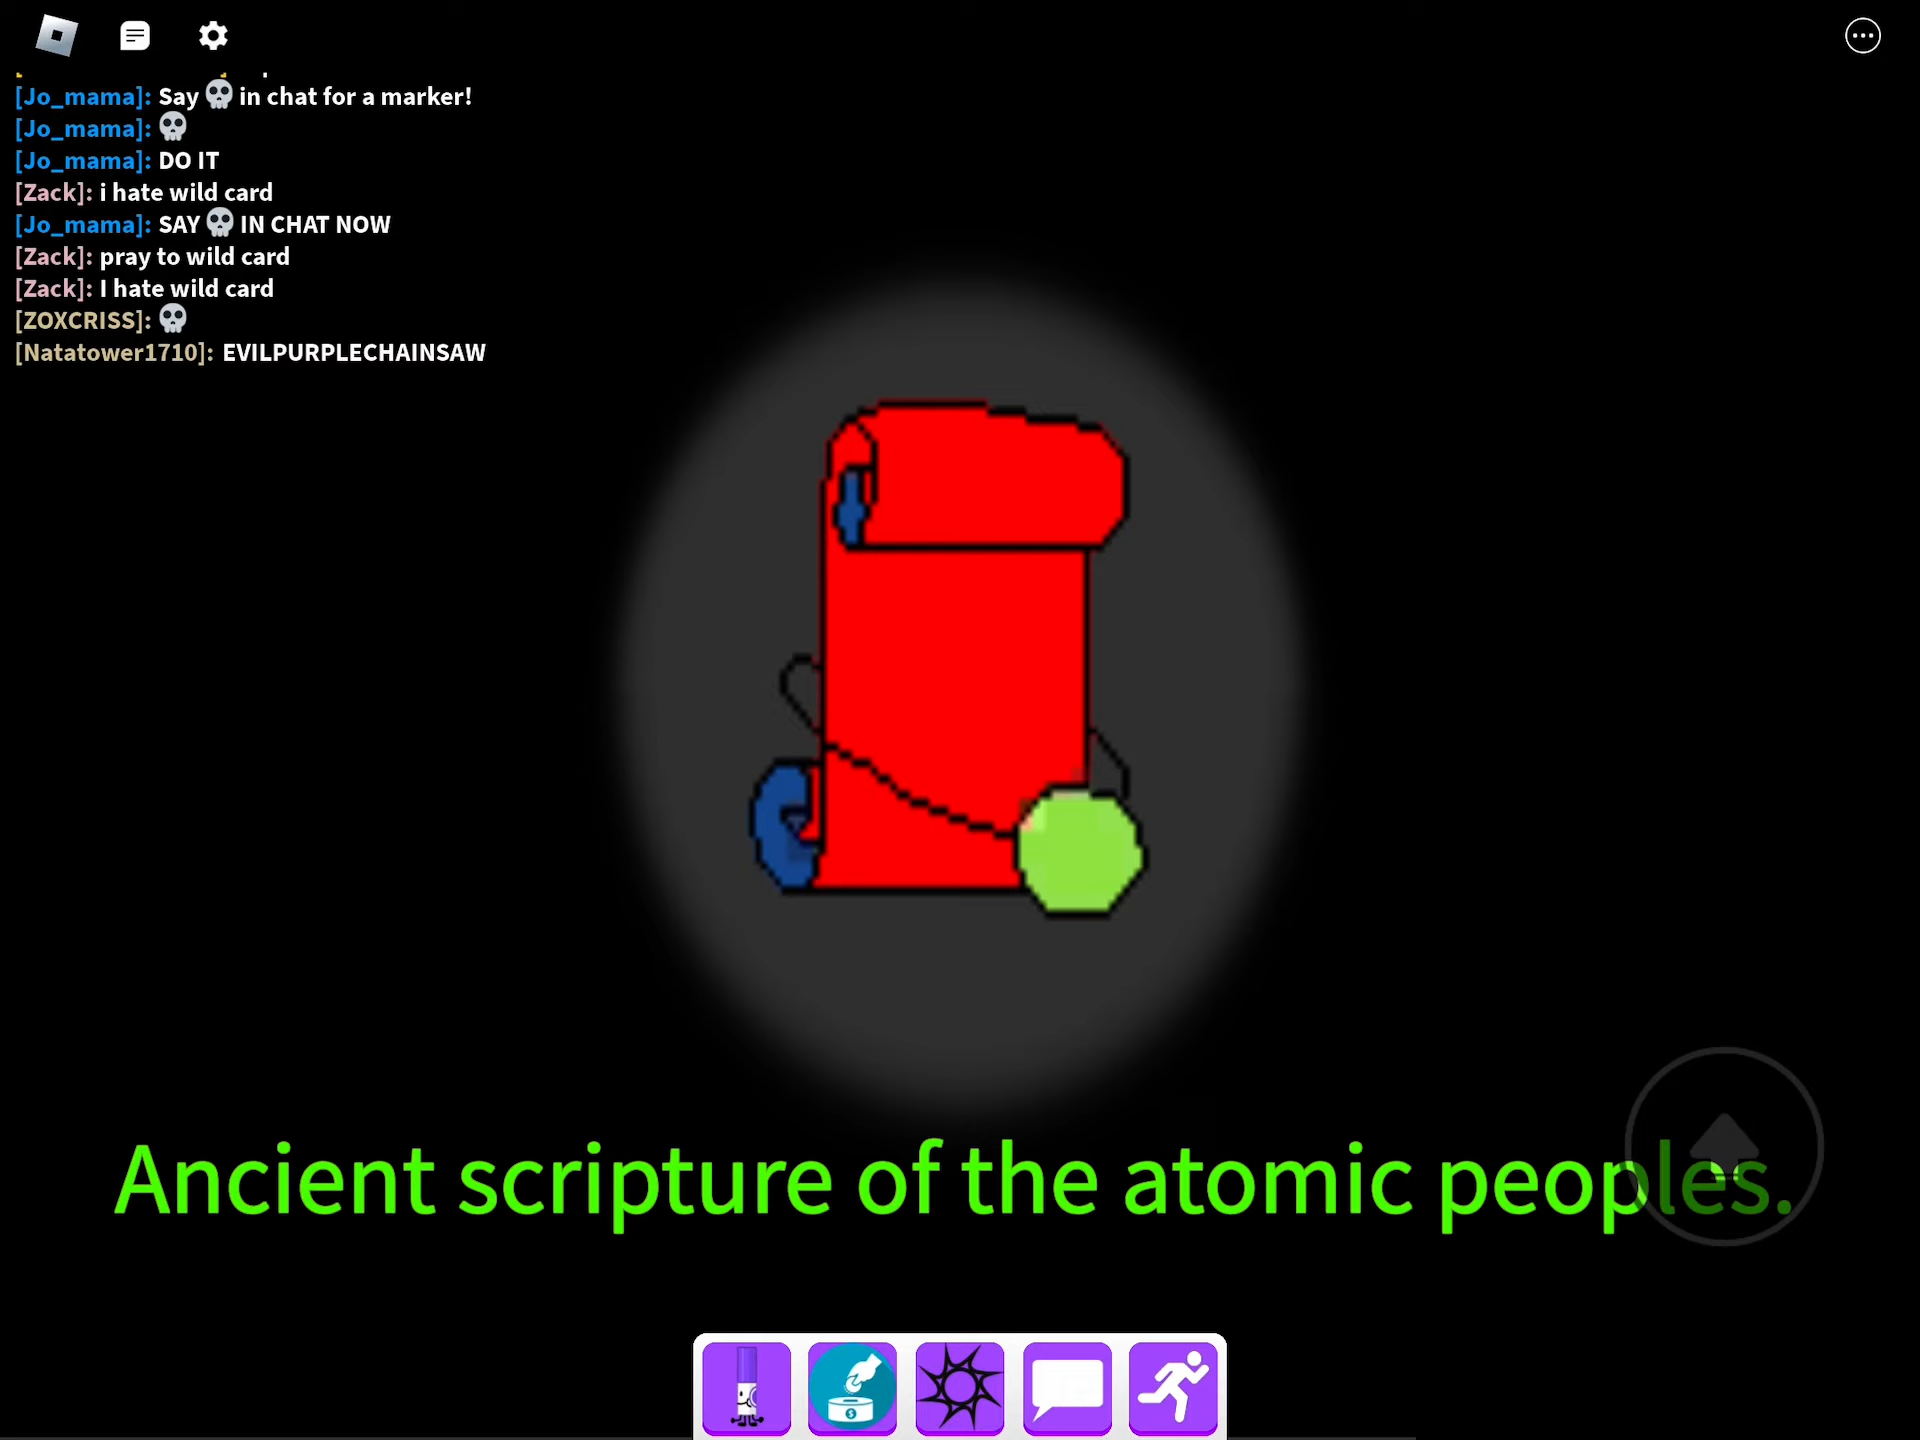 [Jo_mama]: Say 💀 in chat for a marker!
[Jo_mama]: 💀
[Jo_mama]: DO IT
[Zack]: i hate wild card
[Jo_mama]: SAY 💀 IN CHAT NOW
[Zack]: pray to wild card
[Zack]: I hate wild card
[ZOXCRISS]: 💀
[Natatower1710]: EVILPURPLECHAINSAW
Ancient scripture of the atomic peoples.